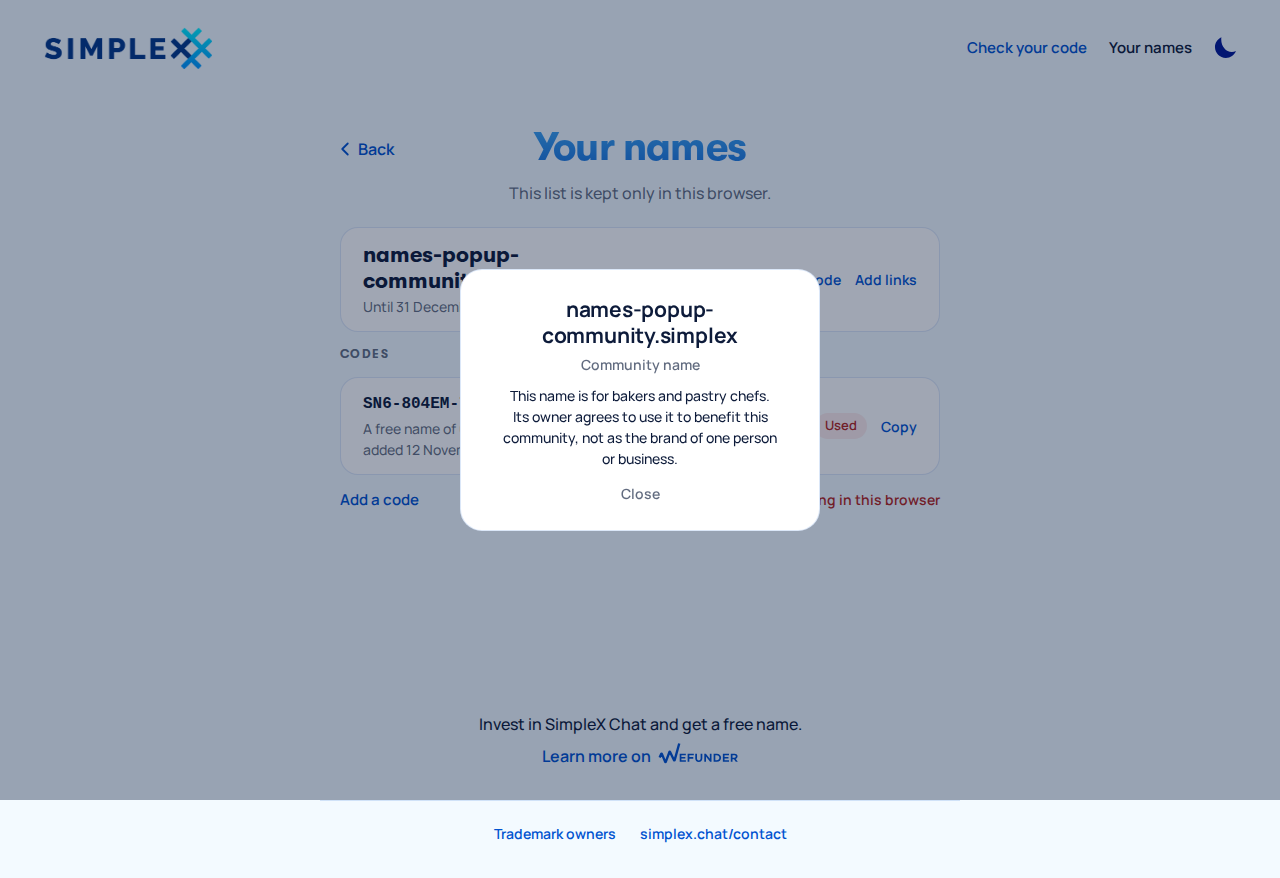 SIMPLEX
Check your code
Your names
Back
Your names
This list is kept only in this browser.
names-popup-
communit
Until 31 Decem
Add links
CODES
SN6-804EM-
A free name of
added 12 Nover
Used
Copy
Add a code
in this browser
names-popup-
community.simplex
Community name
This name is for bakers and pastry chefs.
Its owner agrees to use it to benefit this
community, not as the brand of one person
or business.
Close
Invest in SimpleX Chat and get a free name.
Learn more on WEFUNDER
Trademark owners
simplex.chat/contact